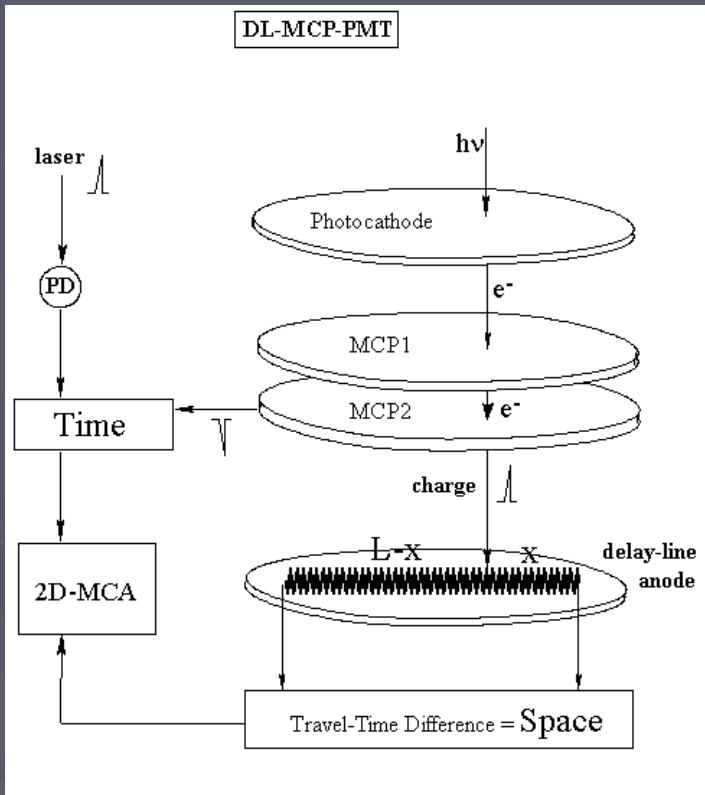 DL-MCP-PMT
laser
hν
Photocathode
PD
e-
MCP1
MCP2
e-
Time
charge
L-x
x
delay-line
anode
2D-MCA
Travel-Time Difference = Space